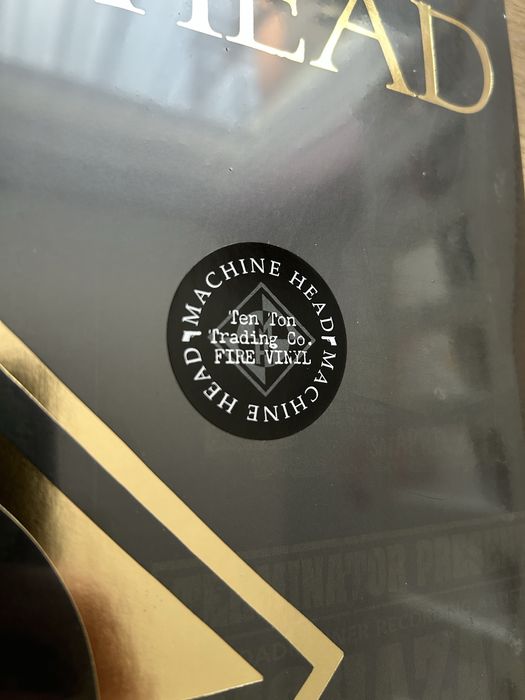 HEAD
MACHINE HEAD
MACHINE HEAD
Ten Ton
Trading Co.
FIRE VINYL